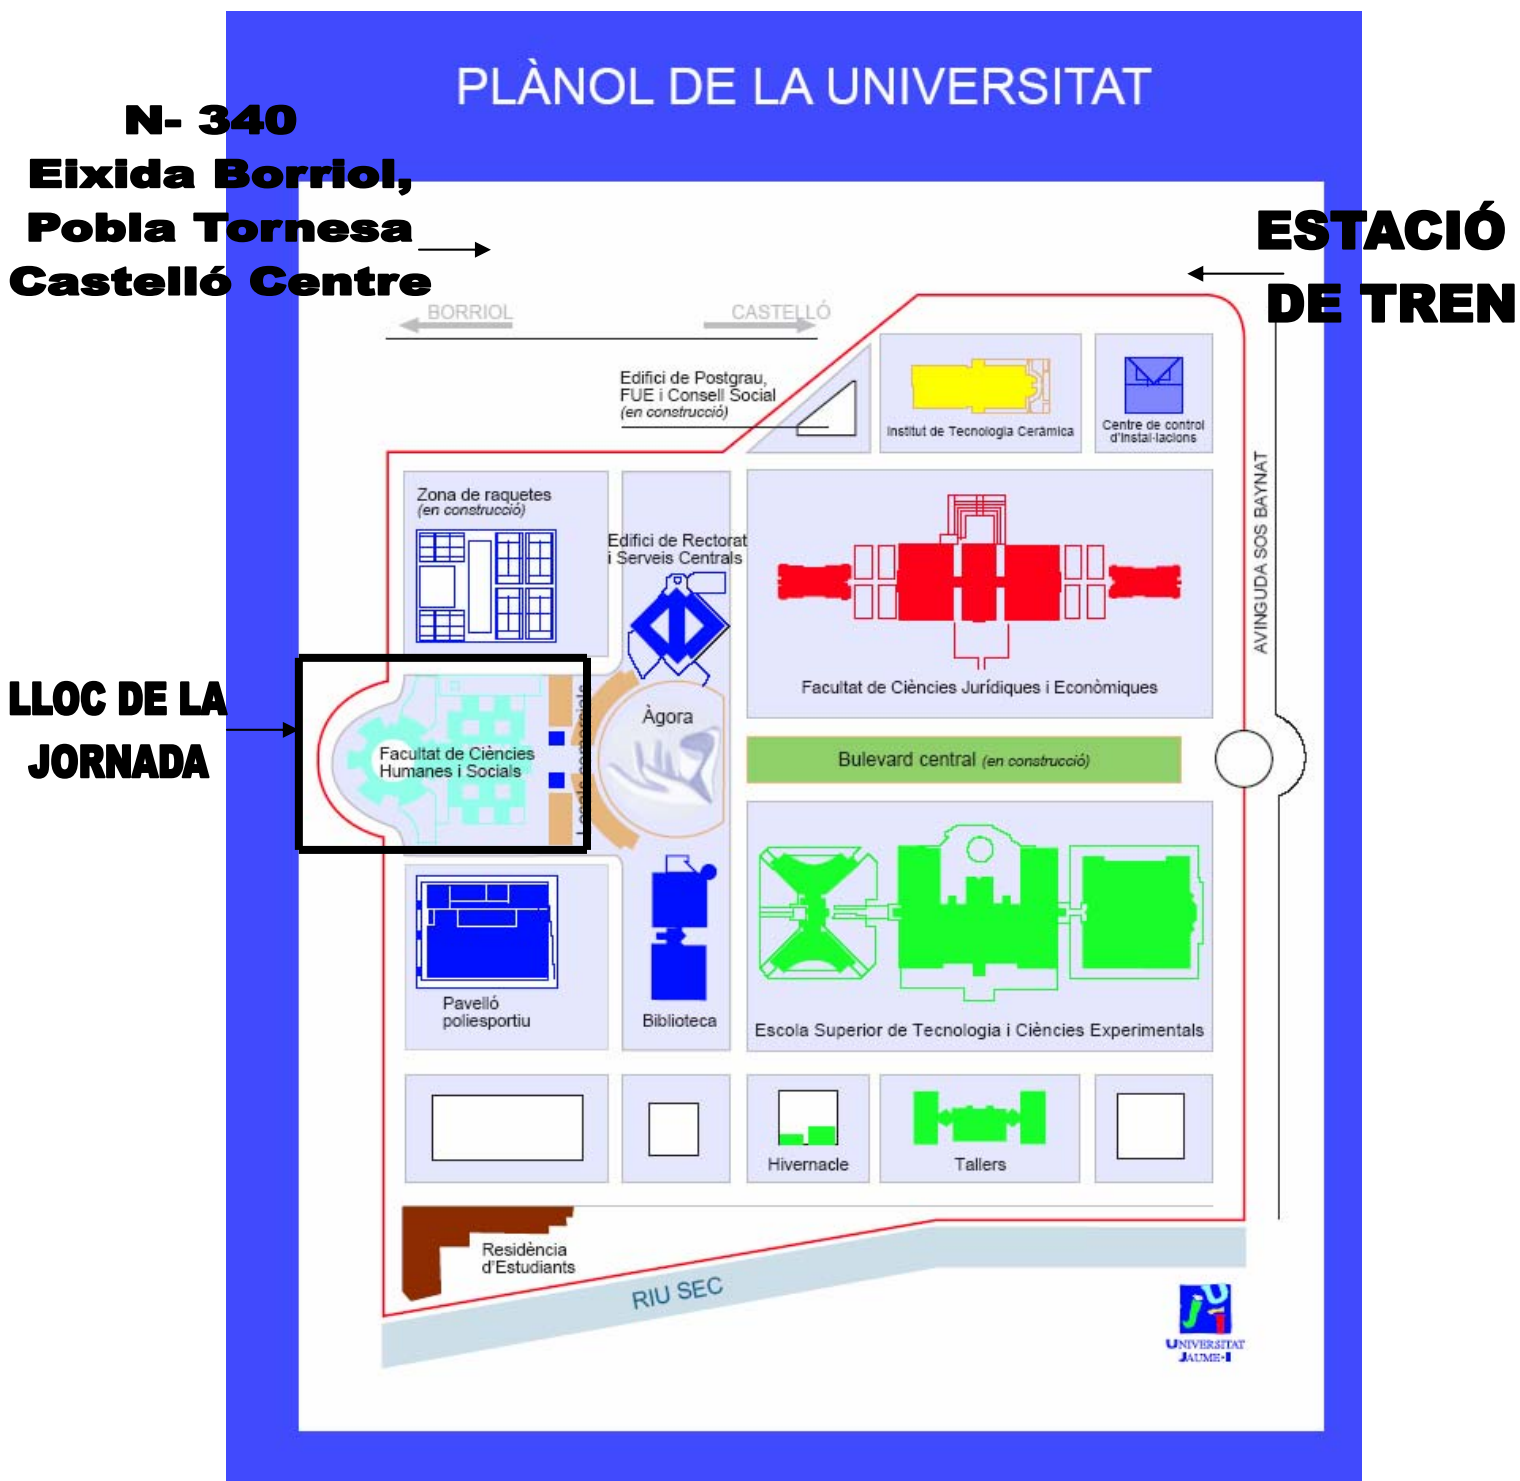 PLÀNOL DE LA UNIVERSITAT
N- 340
Eixida Borriol,
Pobla Tornesa
Castelló Centre
ESTACIÓ
DE TREN
BORRIOL
CASTELLÓ
Edifici de Postgrau,
FUE i Consell Social
(en construcció)
Institut de Tecnologia Ceràmica
Centre de control
d'Instal·lacions
AVINGUDA SOS BAYNAT
Zona de raquetes
(en construcció)
Edifici de Rectorat
i Serveis Centrals
Facultat de Ciències Jurídiques i Econòmiques
LLOC DE LA
JORNADA
Facultat de Ciències
Humanes i Socials
Locals comercials
Àgora
Bulevard central (en construcció)
Pavelló
poliesportiu
Biblioteca
Escola Superior de Tecnologia i Ciències Experimentals
Hivernacle
Tallers
Residència
d'Estudiants
RIU SEC
UJI
UNIVERSITAT
JAUME·I